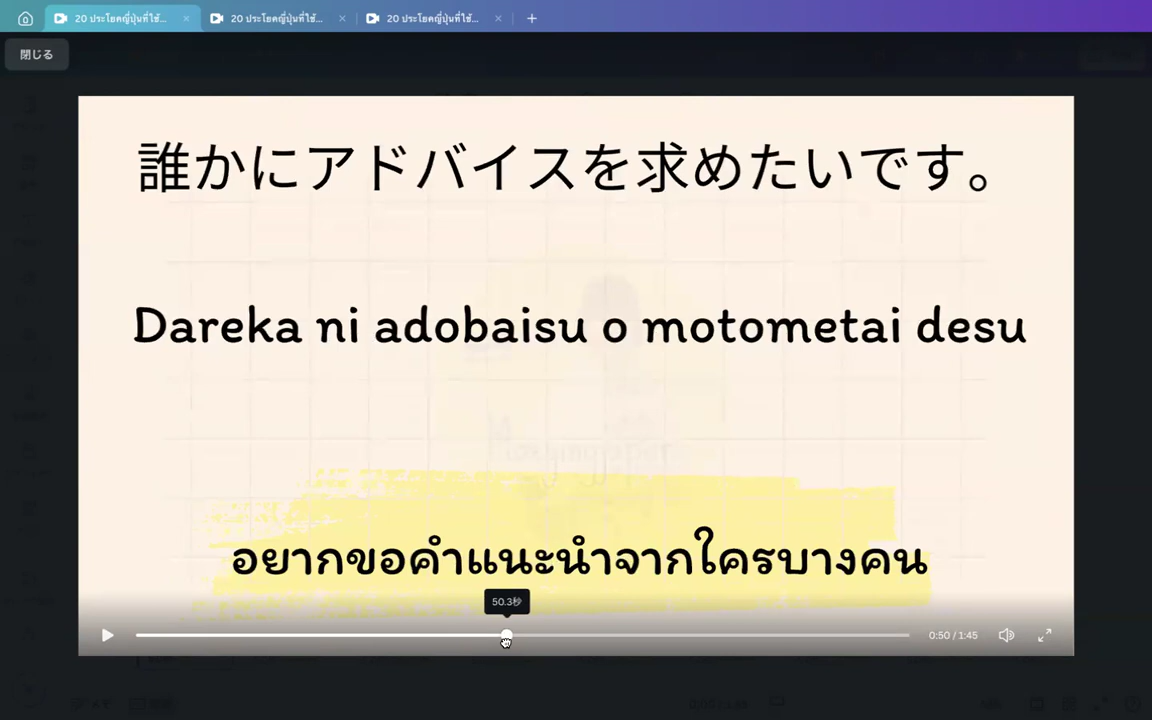 20 ประโยคญี่ปุ่นที่ใช้...
20 ประโยคญี่ปุ่นที่ใช้...
20 ประโยคญี่ปุ่นที่ใช้...
閉じる
誰かにアドバイスを求めたいです。
Dareka ni adobaisu o motometai desu
อยากขอคำแนะนำจากใครบางคน
50.3秒
0:50 / 1:45